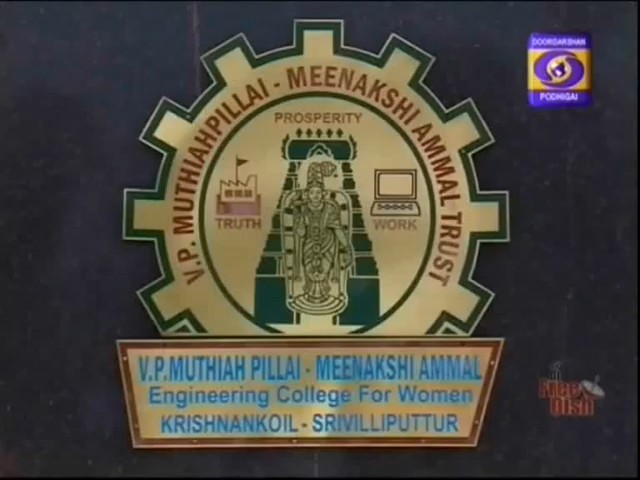 DOORDARSHAN
PODHIGAI
V.P. MUTHIAHPILLAI - MEENAKSHI AMMAL TRUST
PROSPERITY
TRUTH
WORK
V.P.MUTHIAH PILLAI - MEENAKSHI AMMAL
Engineering College For Women
KRISHNANKOIL - SRIVILLIPUTTUR
Free
DISH